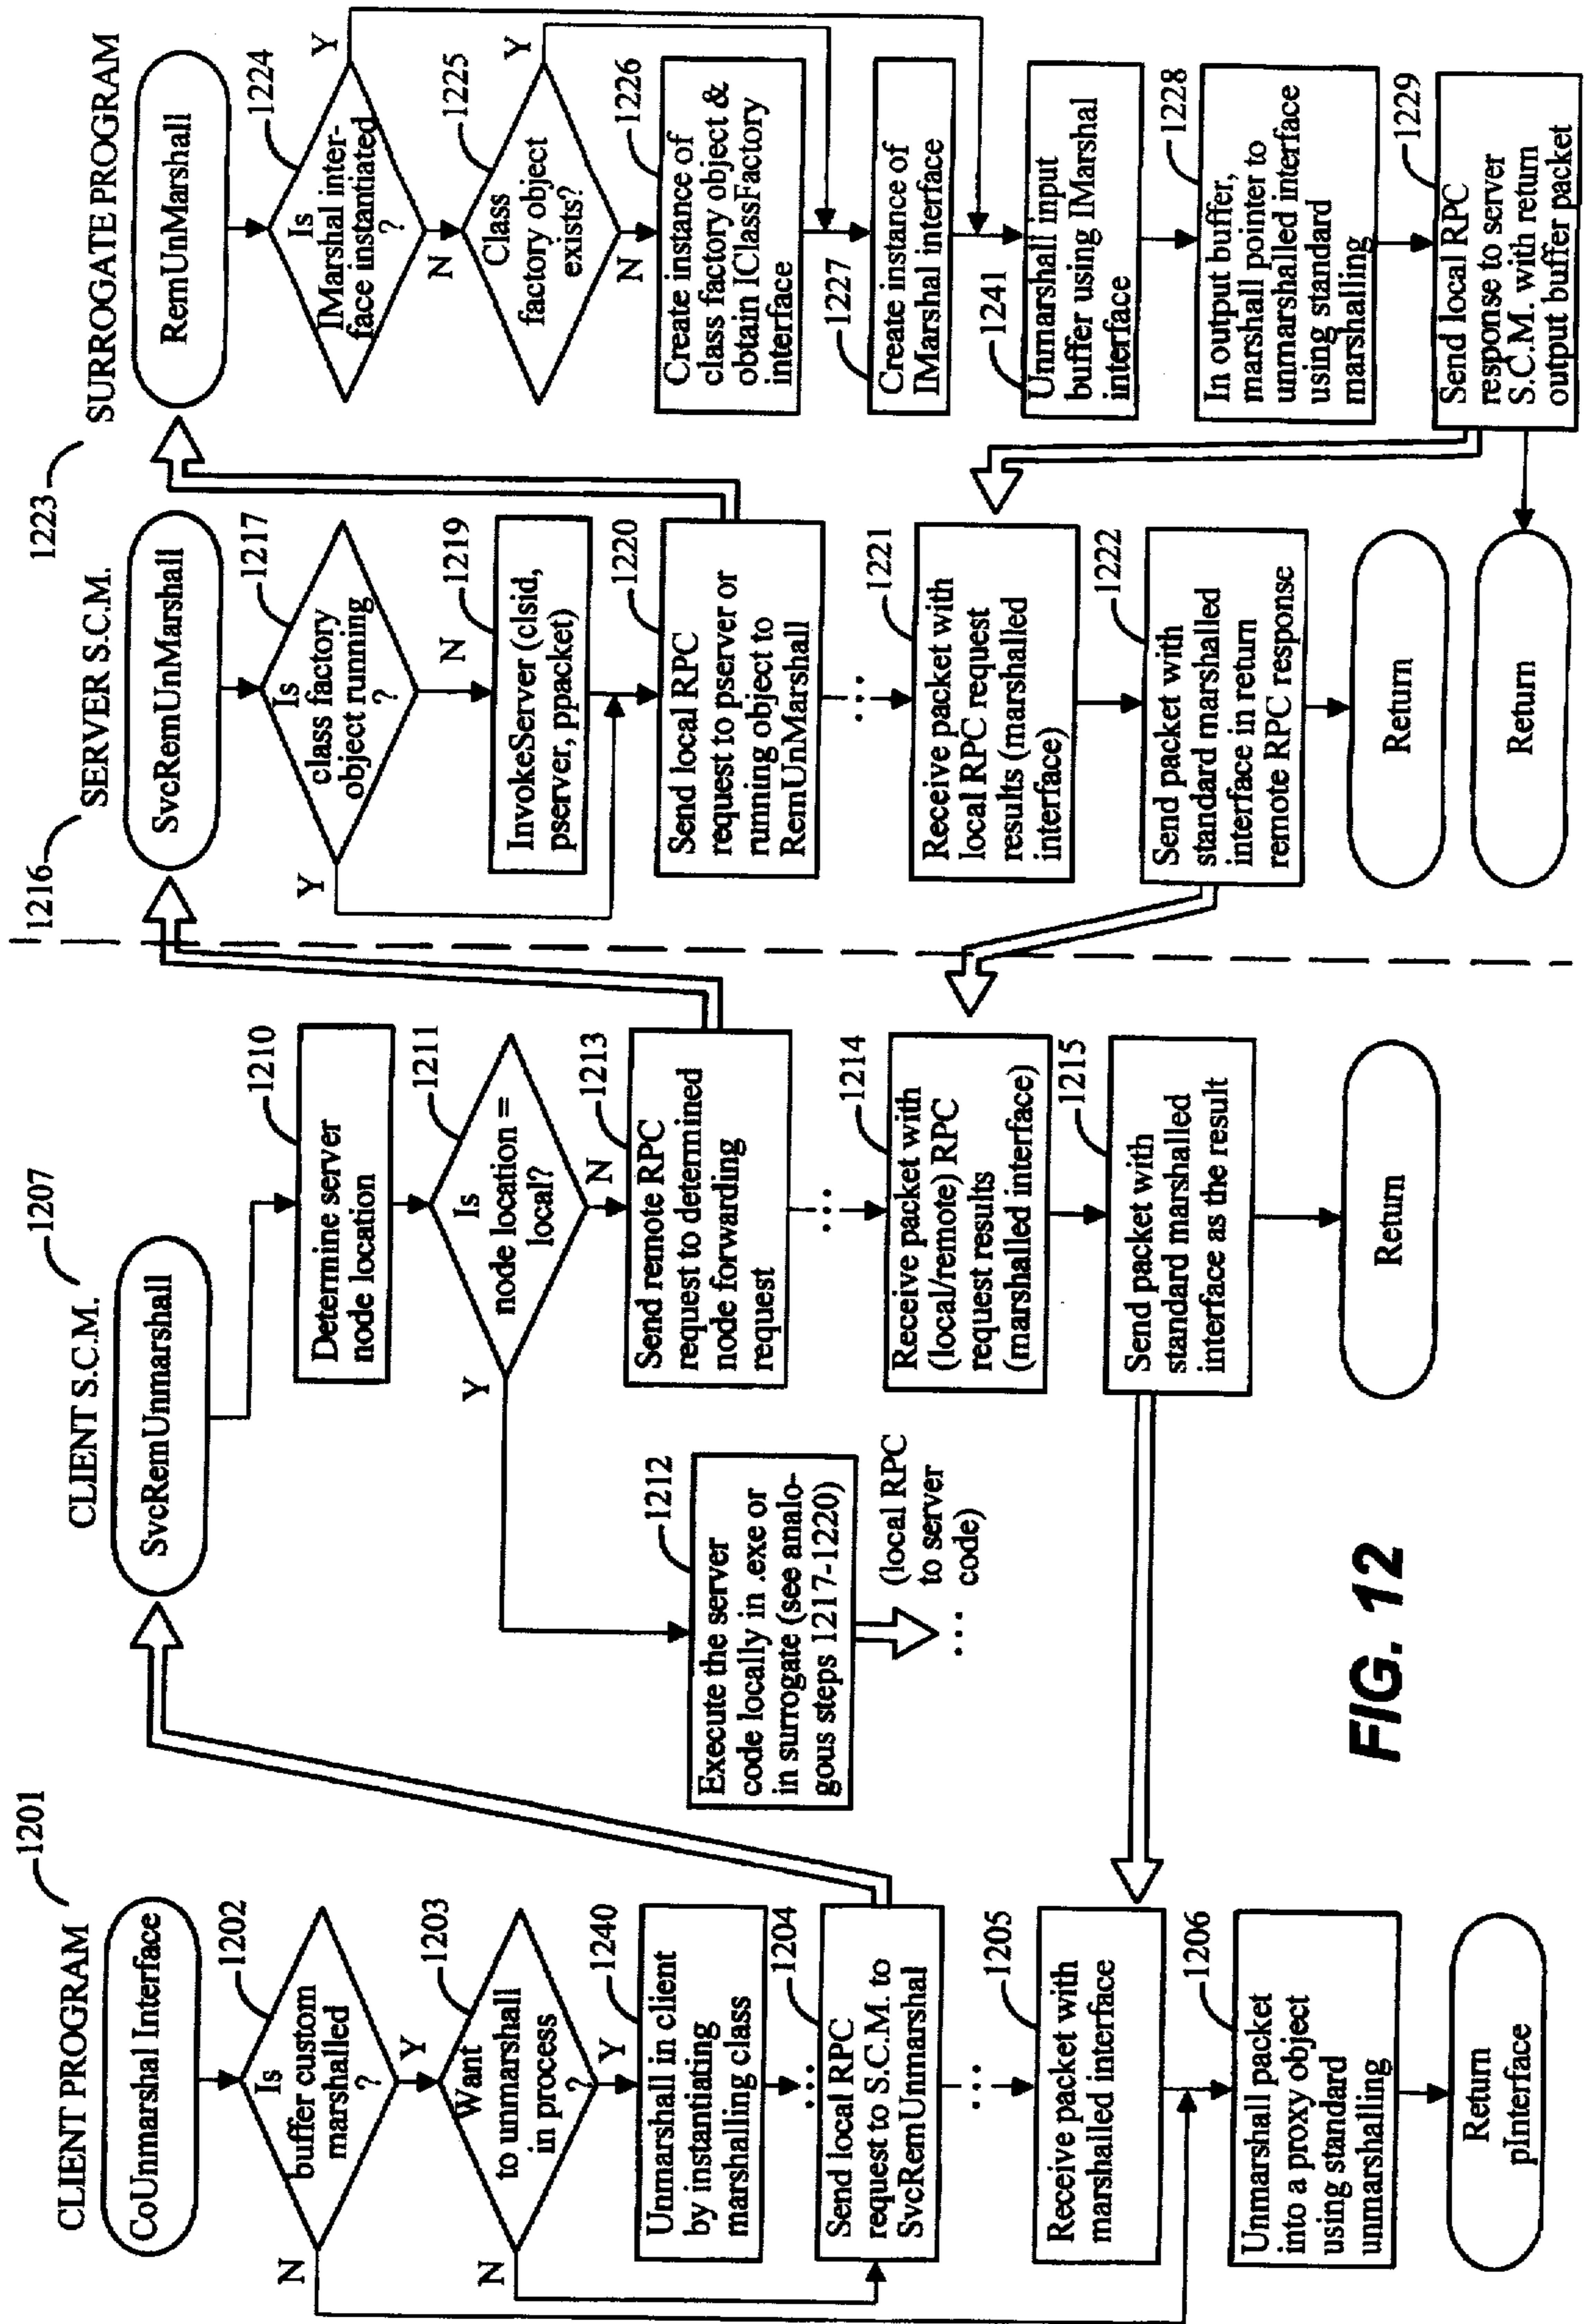 CLIENT PROGRAM
1201
CoUnmarshal Interface
1202
Is
buffer custom
marshalled
?
N
Y
1203
Want
to unmarshall
in process
?
N
Y
1240
Unmarshall in client
by instantiating
marshalling class
...
1204
Send local RPC
request to S.C.M. to
SvcRemUnmarshal
...
1205
Receive packet with
marshalled interface
1206
Unmarshall packet
into a proxy object
using standard
unmarshalling
Return
pInterface
CLIENT S.C.M.
1207
SvcRemUnmarshall
1210
Determine server
node location
1211
Is
node location =
local?
Y
N
1212
Execute the server
code locally in .exe or
in surrogate (see analo-
gous steps 1217-1220)
(local RPC
to server
code)
...
1213
Send remote RPC
request to determined
node forwarding
request
...
1214
Receive packet with
(local/remote) RPC
request results
(marshalled interface)
1215
Send packet with
standard marshalled
interface as the result
Return
1216
SERVER S.C.M.
SvcRemUnMarshall
1217
Is
class factory
object running
?
Y
N
1219
InvokeServer (clsid,
pserver, ppacket)
1220
Send local RPC
request to pserver or
running object to
RemUnMarshall
...
1221
Receive packet with
local RPC request
results (marshalled
interface)
1222
Send packet with
standard marshalled
interface in return
remote RPC response
Return
1223
SURROGATE PROGRAM
RemUnMarshall
1224
Is
IMarshal inter-
face instantiated
?
Y
N
1225
Class
factory object
exists?
Y
N
1226
Create instance of
class factory object &
obtain IClassFactory
interface
1227
Create instance of
IMarshal interface
1241
Unmarshall input
buffer using IMarshal
interface
1228
In output buffer,
marshall pointer to
unmarshalled interface
using standard
marshalling
1229
Send local RPC
response to server
S.C.M. with return
output buffer packet
Return
FIG. 12